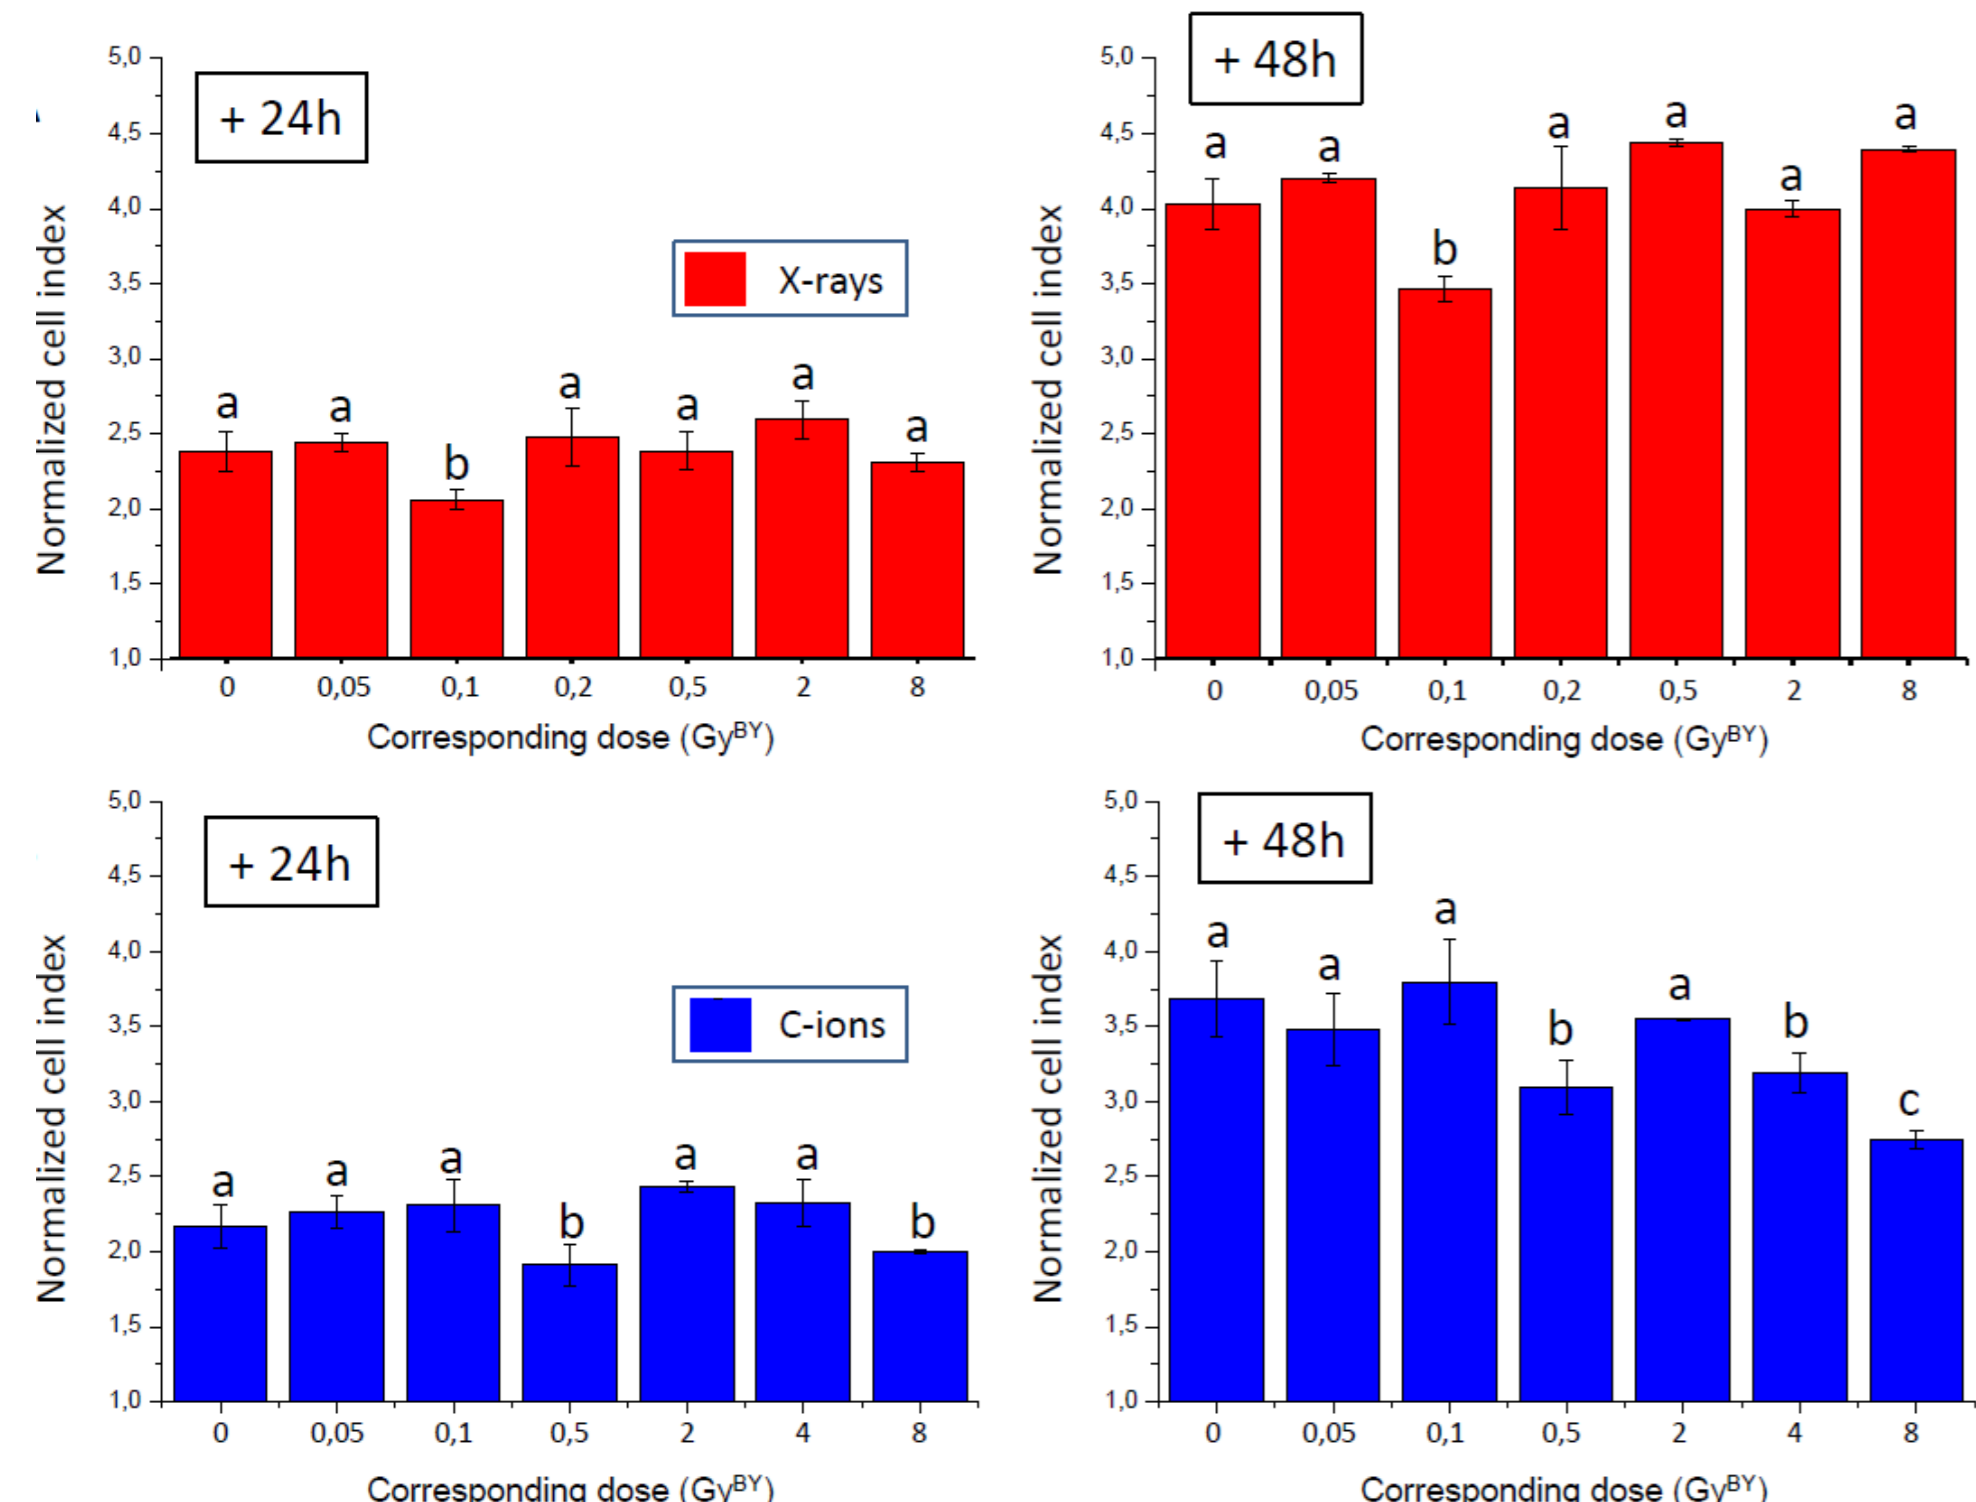 + 24h
5,0
4,5
4,0
3,5
3,0
2,5
2,0
1,5
1,0
Normalized cell index
X-rays
a
a
b
a
a
a
a
0 0,05 0,1 0,2 0,5 2 8
Corresponding dose (Gy^BY)
+ 48h
5,0
4,5
4,0
3,5
3,0
2,5
2,0
1,5
1,0
Normalized cell index
a
a
b
a
a
a
a
0 0,05 0,1 0,2 0,5 2 8
Corresponding dose (Gy^BY)
+ 24h
5,0
4,5
4,0
3,5
3,0
2,5
2,0
1,5
1,0
Normalized cell index
C-ions
a
a
a
b
a
a
b
0 0,05 0,1 0,5 2 4 8
Corresponding dose (Gy^BY)
+ 48h
5,0
4,5
4,0
3,5
3,0
2,5
2,0
1,5
1,0
Normalized cell index
a
a
a
b
a
b
c
0 0,05 0,1 0,5 2 4 8
Corresponding dose (Gy^BY)